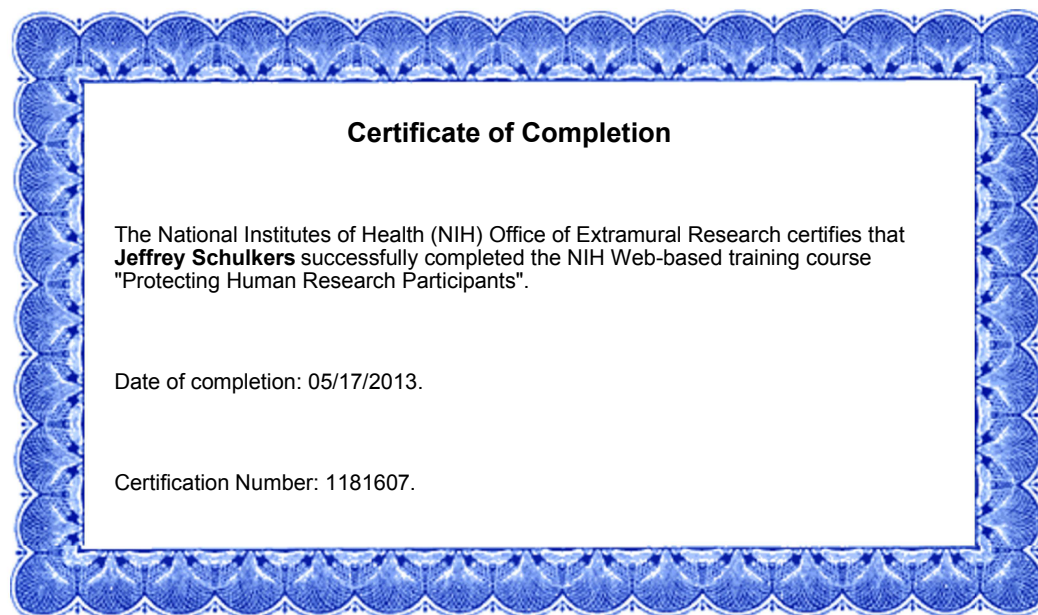 Certificate of Completion
The National Institutes of Health (NIH) Office of Extramural Research certifies that
Jeffrey Schulkers successfully completed the NIH Web-based training course
"Protecting Human Research Participants".
Date of completion: 05/17/2013.
Certification Number: 1181607.